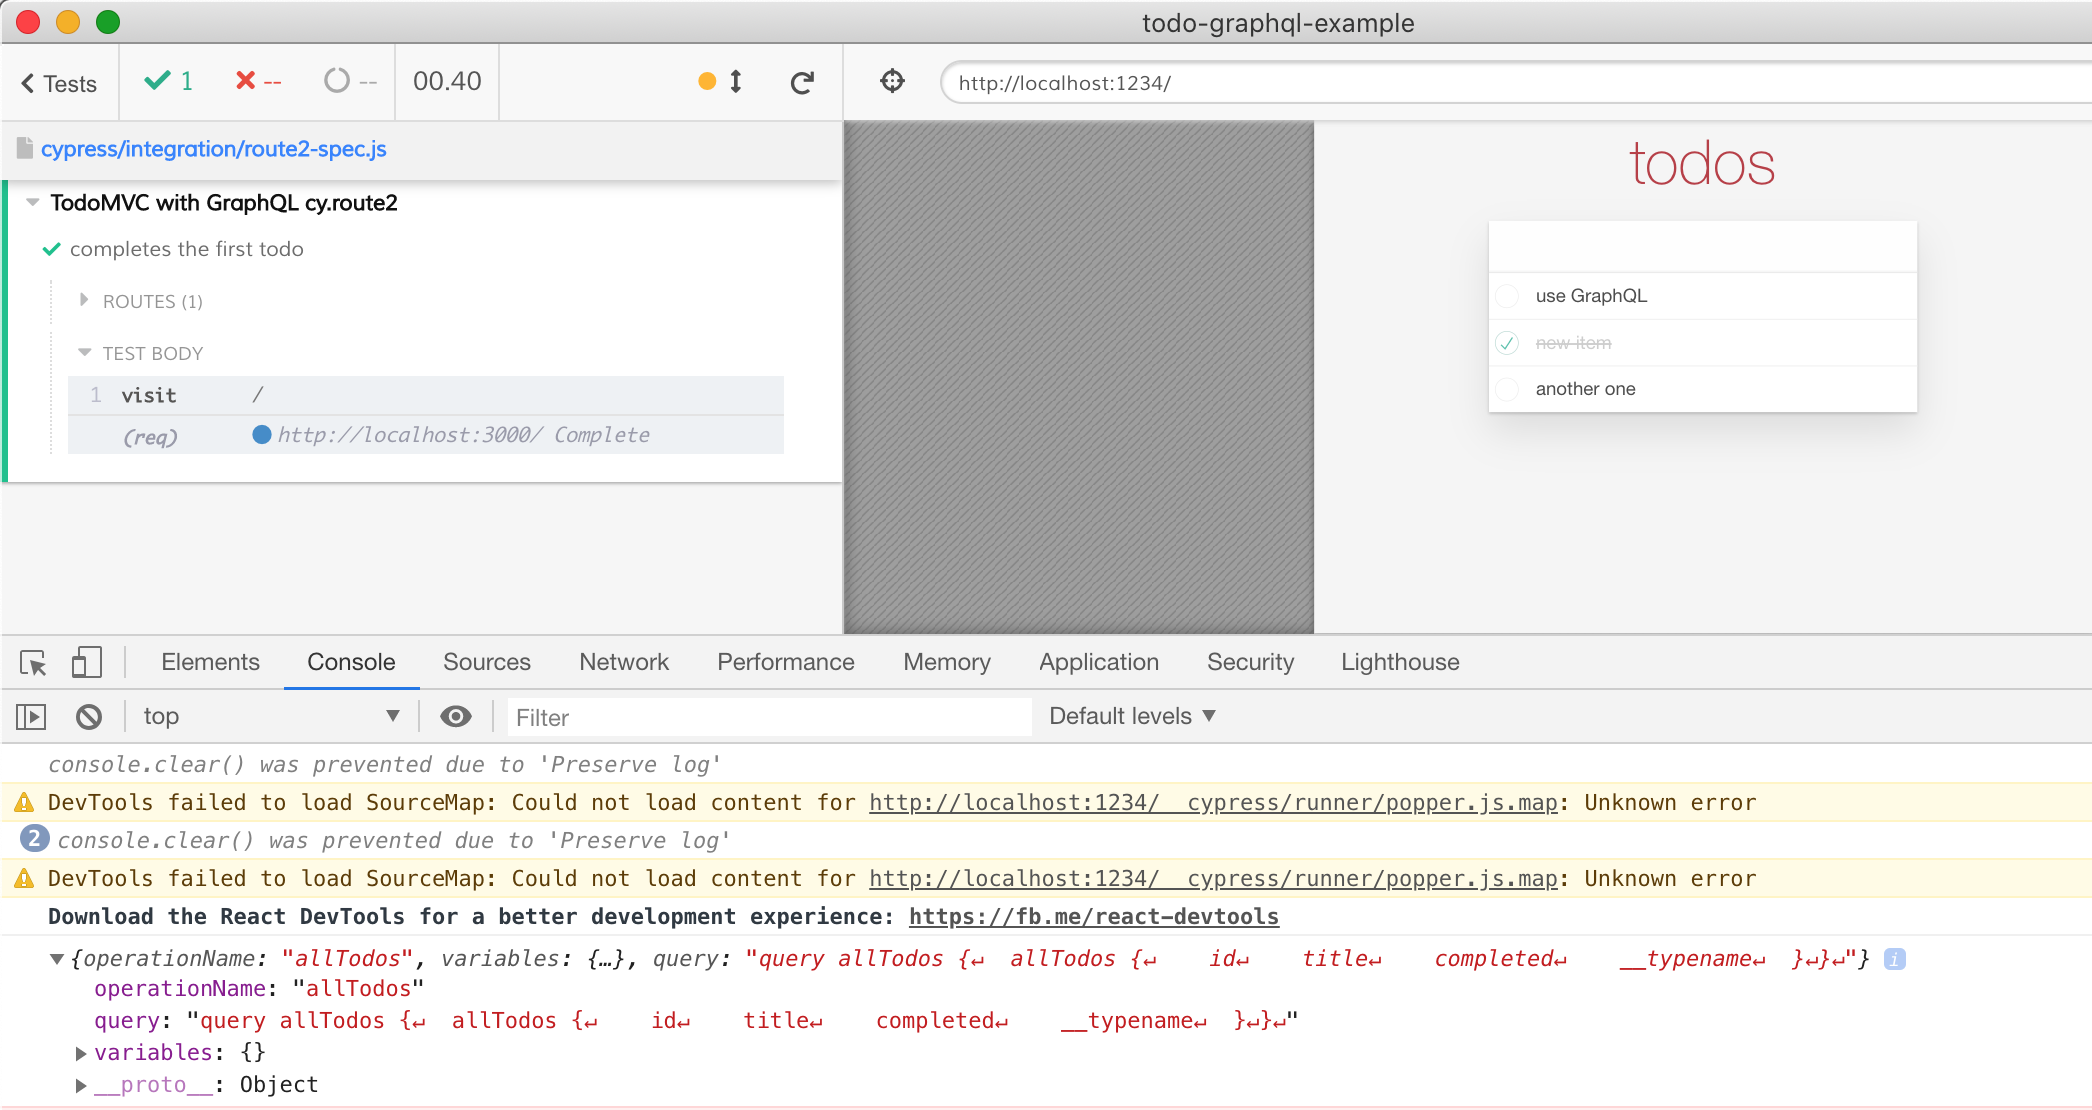 todo-graphql-example
Tests 1 -- -- 00.40
http://localhost:1234/
cypress/integration/route2-spec.js
TodoMVC with GraphQL cy.route2
completes the first todo
ROUTES (1)
TEST BODY
1 visit /
(req) http://localhost:3000/ Complete
todos
use GraphQL
new item
another one
Elements Console Sources Network Performance Memory Application Security Lighthouse
top ▼ Filter Default levels ▼
console.clear() was prevented due to 'Preserve log'
DevTools failed to load SourceMap: Could not load content for http://localhost:1234/__cypress/runner/popper.js.map: Unknown error
2 console.clear() was prevented due to 'Preserve log'
DevTools failed to load SourceMap: Could not load content for http://localhost:1234/__cypress/runner/popper.js.map: Unknown error
Download the React DevTools for a better development experience: https://fb.me/react-devtools
▼{operationName: "allTodos", variables: {…}, query: "query allTodos {↵  allTodos {↵    id↵    title↵    completed↵    __typename↵  }↵}↵"} i
operationName: "allTodos"
query: "query allTodos {↵  allTodos {↵    id↵    title↵    completed↵    __typename↵  }↵}↵"
▶variables: {}
▶__proto__: Object